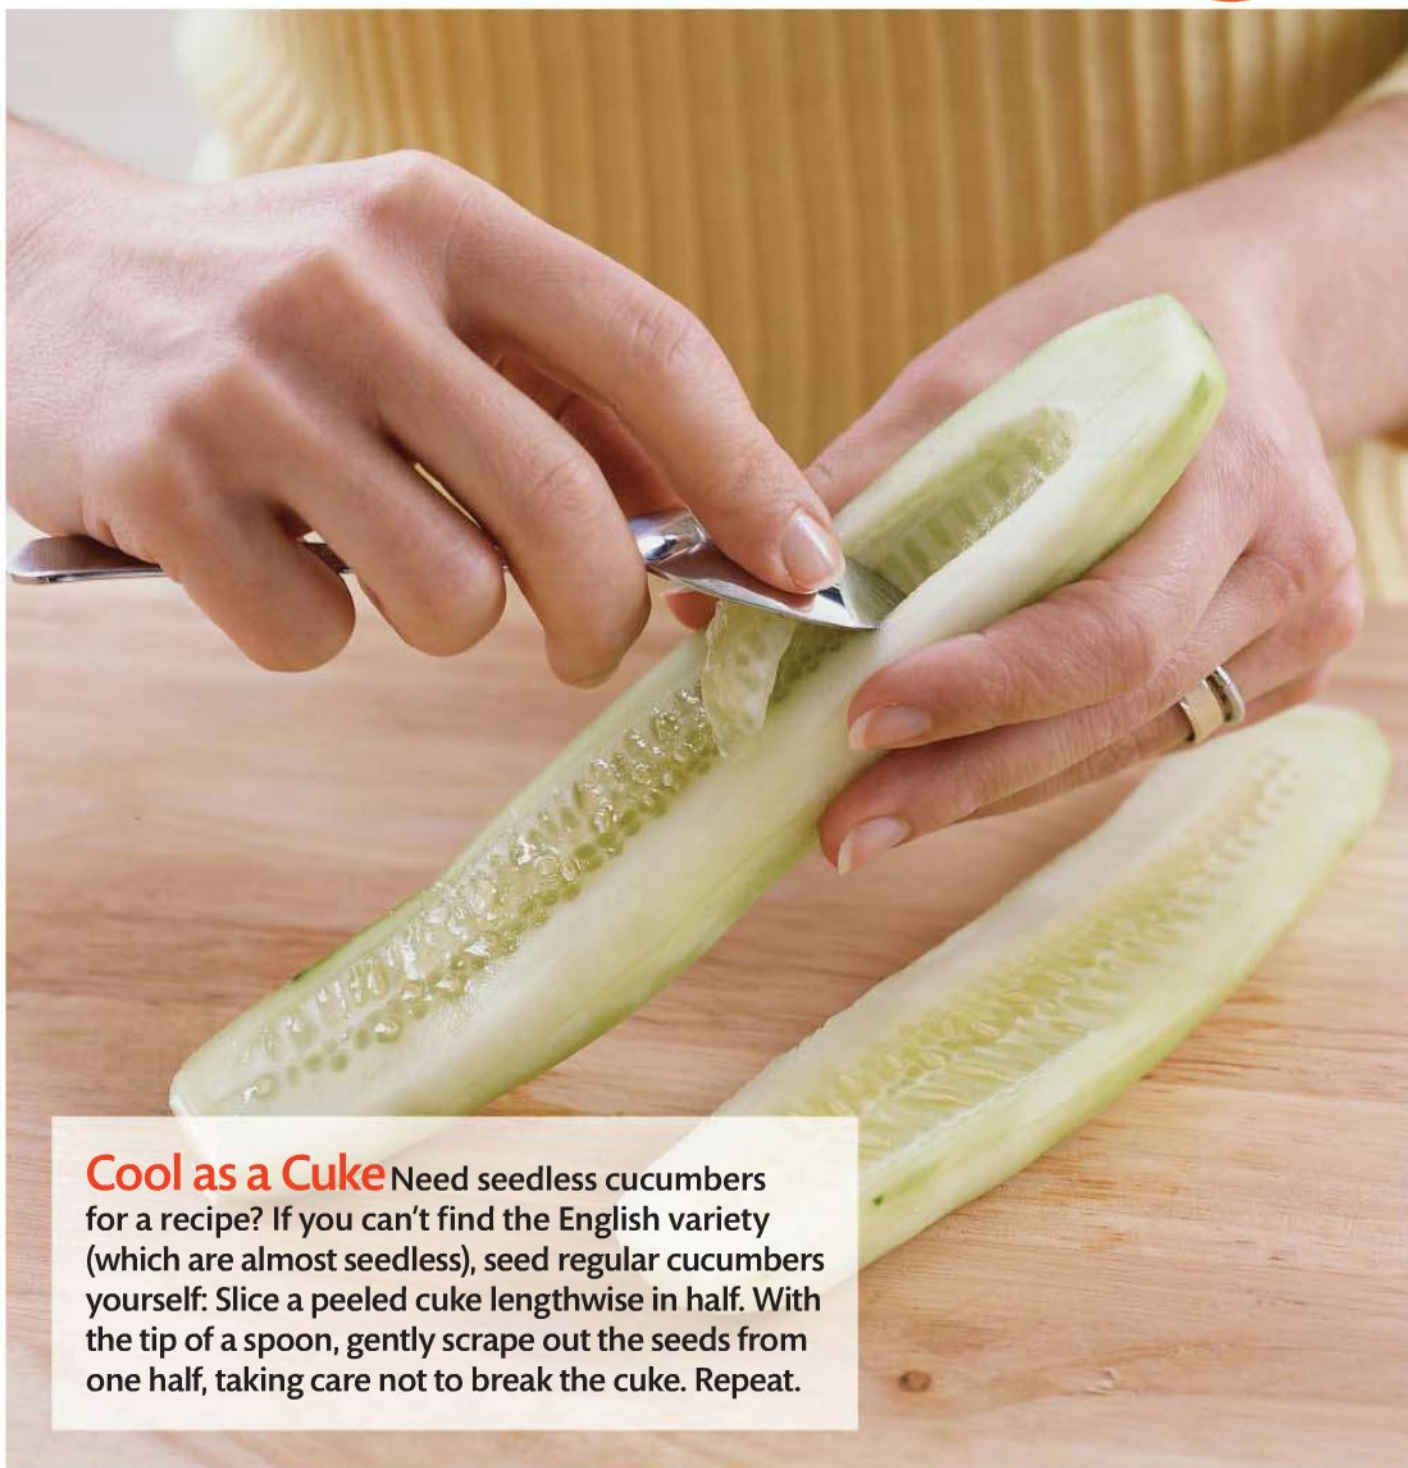 Cool as a Cuke Need seedless cucumbers
for a recipe? If you can't find the English variety
(which are almost seedless), seed regular cucumbers
yourself: Slice a peeled cuke lengthwise in half. With
the tip of a spoon, gently scrape out the seeds from
one half, taking care not to break the cuke. Repeat.